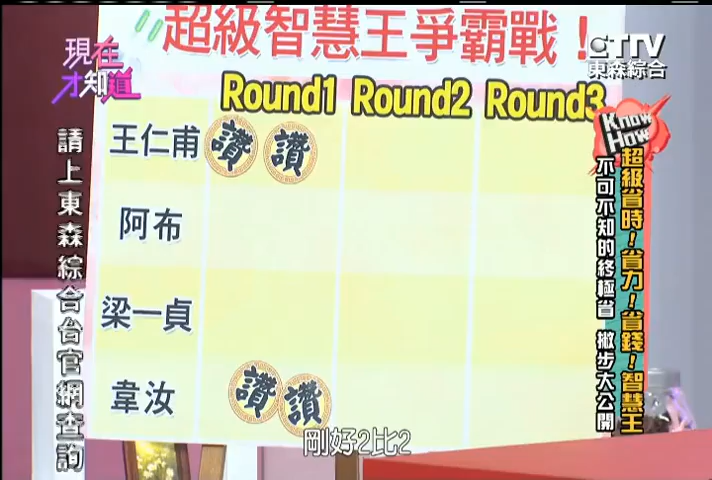 超級智慧王爭霸戰！
現在
才知道
ETTV
東森綜合
Round1 Round2 Round3
Know
How
王仁甫 讚 讚
阿布
梁一貞
韋汝 讚 讚
請上東森綜合台官網查詢
超級省時！省力！省錢！智慧王
不可不知的終極省 撇步大公開
剛好2比2